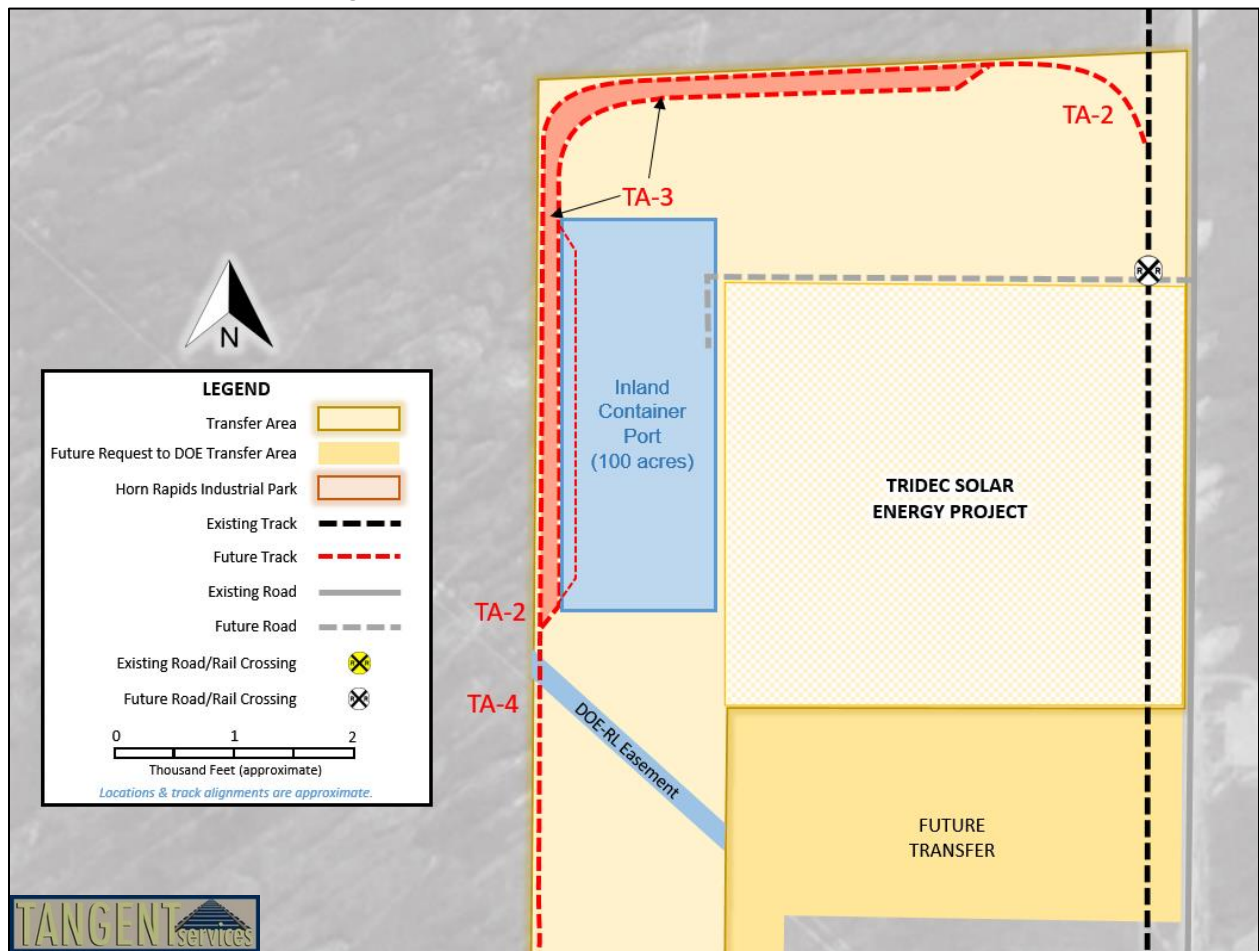 TA-2
TA-3
N
Inland
Container
Port
(100 acres)
TRIDEC SOLAR
ENERGY PROJECT
R R
LEGEND
Transfer Area
Future Request to DOE Transfer Area
Horn Rapids Industrial Park
Existing Track
Future Track
Existing Road
Future Road
Existing Road/Rail Crossing
R R
Future Road/Rail Crossing
R R
0 1 2
Thousand Feet (approximate)
Locations & track alignments are approximate.
TA-2
TA-4
DOE-RL Easement
FUTURE
TRANSFER
TANGENT services